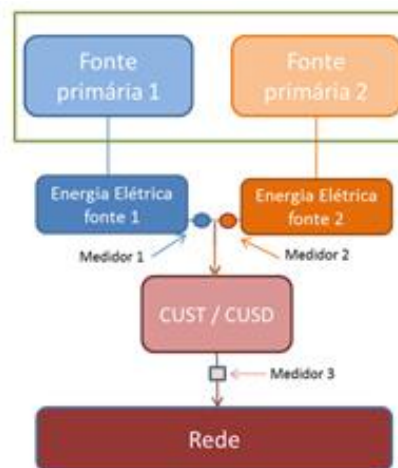 Fonte
primária 1
Fonte
primária 2
Energia Elétrica
fonte 1
Energia Elétrica
fonte 2
Medidor 1
Medidor 2
CUST / CUSD
Medidor 3
Rede